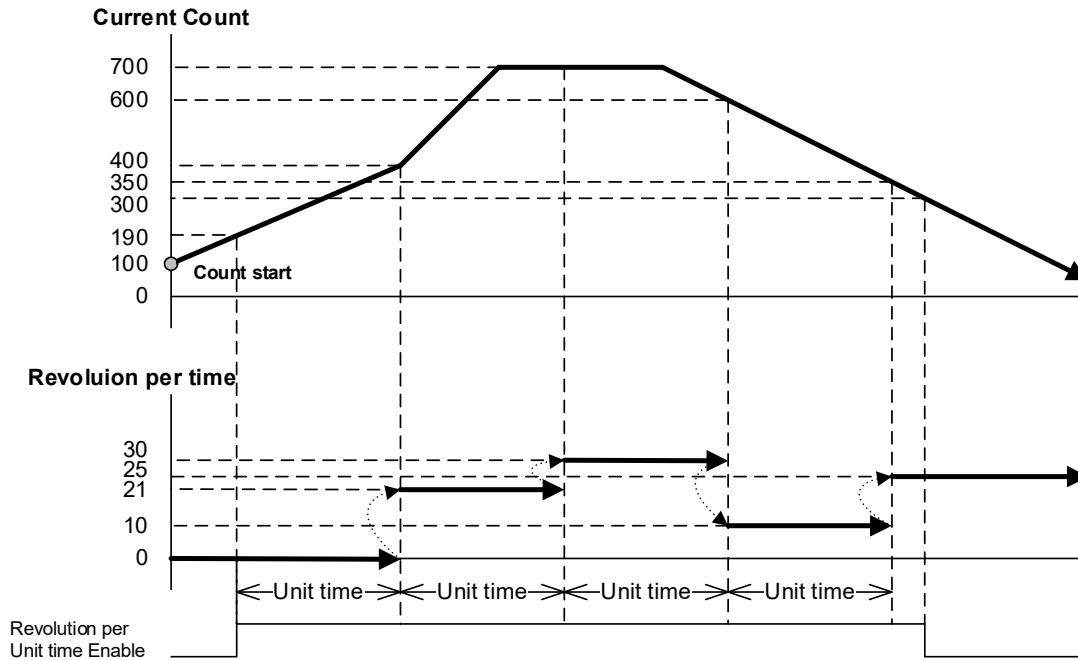 Current Count
700
600
400
350
300
190
100
Count start
0
Revoluion per time
30
25
21
10
0
Unit time Unit time Unit time Unit time
Revolution per
Unit time Enable